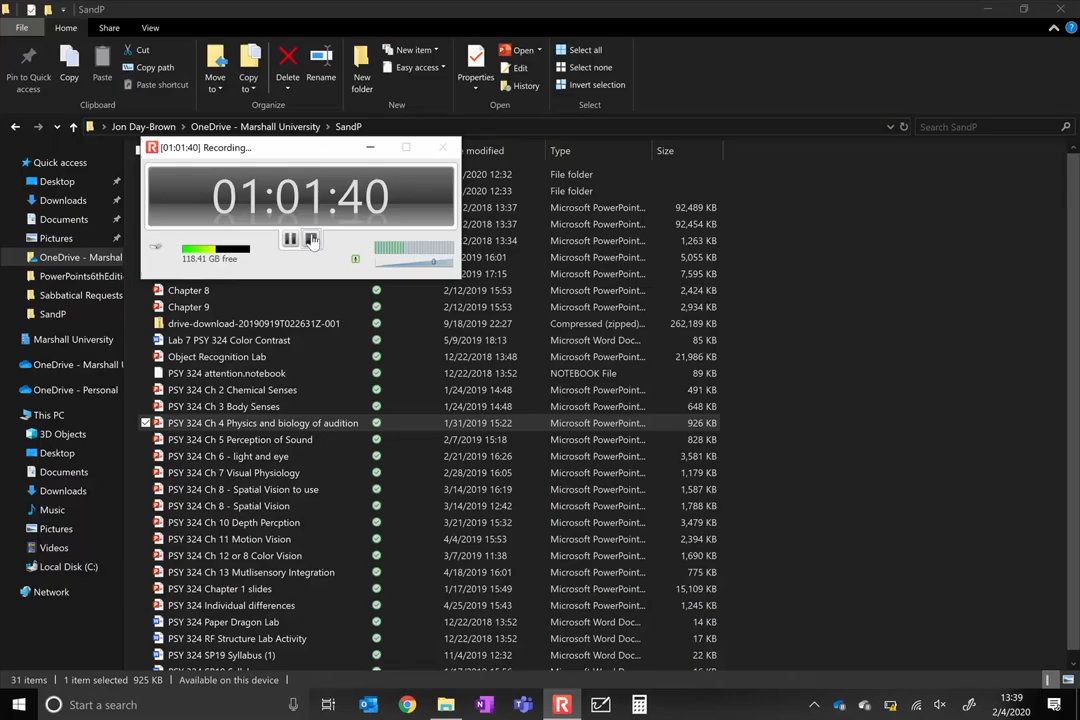 SandP
File Home Share View
Pin to Quick access
Copy
Paste
Cut
Copy path
Paste shortcut
Clipboard
Move to
Copy to
Delete
Rename
Organize
New folder
New item
Easy access
New
Properties
Open
Edit
History
Open
Select all
Select none
Invert selection
Select
Jon Day-Brown OneDrive - Marshall University SandP
Search SandP
[01:01:40] Recording...
01:01:40
118.41 GB free
Quick access
Desktop
Downloads
Documents
Pictures
OneDrive - Marshal
PowerPoints6thEditi
Sabbatical Requests
SandP
Marshall University
OneDrive - Marshall U
OneDrive - Personal
This PC
3D Objects
Desktop
Documents
Downloads
Music
Pictures
Videos
Local Disk (C:)
Network
modified Type Size
2/2020 12:32 File folder
2/2020 12:33 File folder
2/2018 13:37 Microsoft PowerPoint... 92,489 KB
2/2018 13:37 Microsoft PowerPoint... 92,455 KB
2/2018 13:34 Microsoft PowerPoint... 1,263 KB
2019 16:01 Microsoft PowerPoint... 5,055 KB
2019 17:15 Microsoft PowerPoint... 7,595 KB
Chapter 8 2/12/2019 15:53 Microsoft PowerPoint... 2,424 KB
Chapter 9 2/12/2019 15:53 Microsoft PowerPoint... 2,934 KB
drive-download-20190919T022631Z-001 9/18/2019 22:27 Compressed (zipped)... 262,189 KB
Lab 7 PSY 324 Color Contrast 5/9/2019 18:13 Microsoft Word Doc... 85 KB
Object Recognition Lab 12/22/2018 13:48 Microsoft PowerPoint... 21,986 KB
PSY 324 attention.notebook 12/22/2018 13:52 NOTEBOOK File 89 KB
PSY 324 Ch 2 Chemical Senses 1/24/2019 14:48 Microsoft PowerPoint... 491 KB
PSY 324 Ch 3 Body Senses 1/24/2019 14:48 Microsoft PowerPoint... 648 KB
PSY 324 Ch 4 Physics and biology of audition 1/31/2019 15:22 Microsoft PowerPoint... 926 KB
PSY 324 Ch 5 Perception of Sound 2/7/2019 15:18 Microsoft PowerPoint... 828 KB
PSY 324 Ch 6 - light and eye 2/21/2019 16:26 Microsoft PowerPoint... 3,581 KB
PSY 324 Ch 7 Visual Physiology 2/28/2019 16:05 Microsoft PowerPoint... 1,179 KB
PSY 324 Ch 8 - Spatial Vision to use 3/14/2019 16:19 Microsoft PowerPoint... 1,587 KB
PSY 324 Ch 8 - Spatial Vision 3/14/2019 12:42 Microsoft PowerPoint... 1,788 KB
PSY 324 Ch 10 Depth Perception 3/21/2019 15:32 Microsoft PowerPoint... 3,479 KB
PSY 324 Ch 11 Motion Vision 4/4/2019 15:53 Microsoft PowerPoint... 2,394 KB
PSY 324 Ch 12 or 8 Color Vision 3/7/2019 11:38 Microsoft PowerPoint... 1,690 KB
PSY 324 Ch 13 Mutlisensory Integration 4/18/2019 16:01 Microsoft PowerPoint... 775 KB
PSY 324 Chapter 1 slides 1/17/2019 15:49 Microsoft PowerPoint... 15,109 KB
PSY 324 Individual differences 4/25/2019 15:43 Microsoft PowerPoint... 1,245 KB
PSY 324 Paper Dragon Lab 12/22/2018 13:52 Microsoft Word Doc... 14 KB
PSY 324 RF Structure Lab Activity 12/22/2018 13:52 Microsoft Word Doc... 17 KB
PSY 324 SP19 Syllabus (1) 11/4/2019 12:32 Microsoft Word Doc... 22 KB
31 items 1 item selected 925 KB Available on this device
Start a search
13:39
2/4/2020